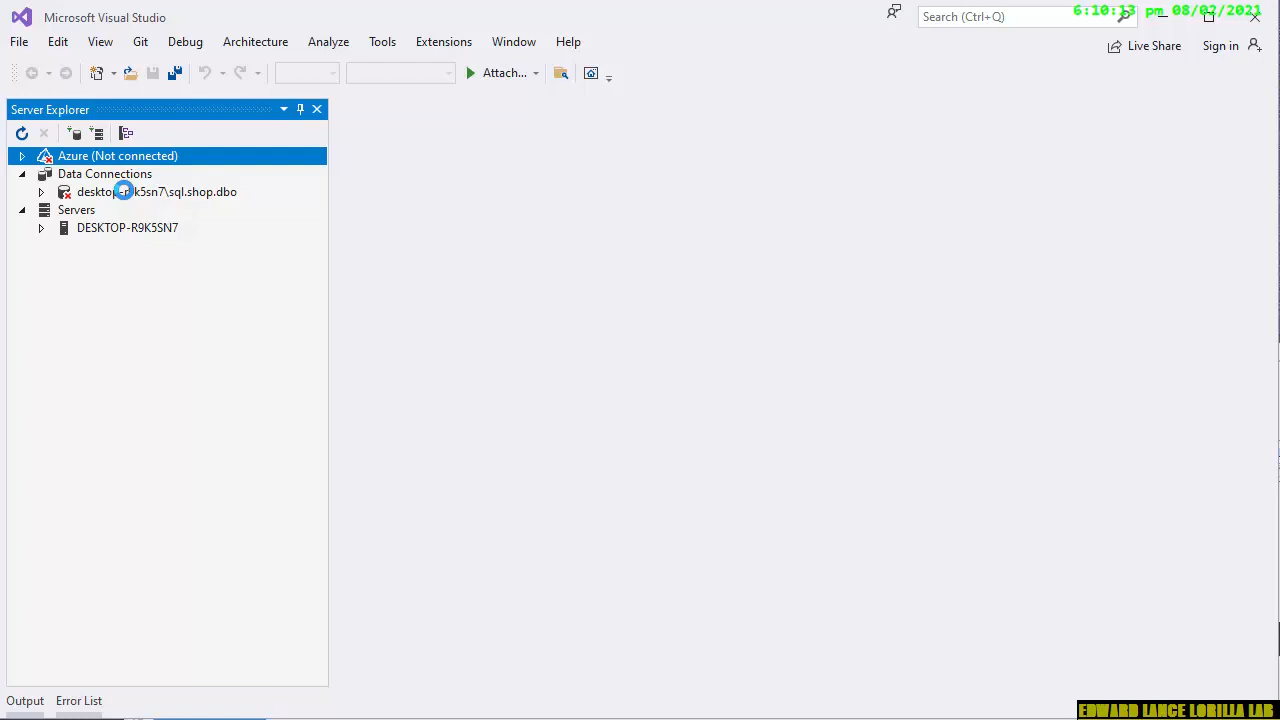 Microsoft Visual Studio
Search (Ctrl+Q)
6:10:13 pm 08/02/2021
File Edit View Git Debug Architecture Analyze Tools Extensions Window Help
Live Share
Sign in
Attach...
Server Explorer
Azure (Not connected)
Data Connections
desktop-r9k5sn7\sql.shop.dbo
Servers
DESKTOP-R9K5SN7
Output Error List
EDWARD LANCE LORILLA LAB